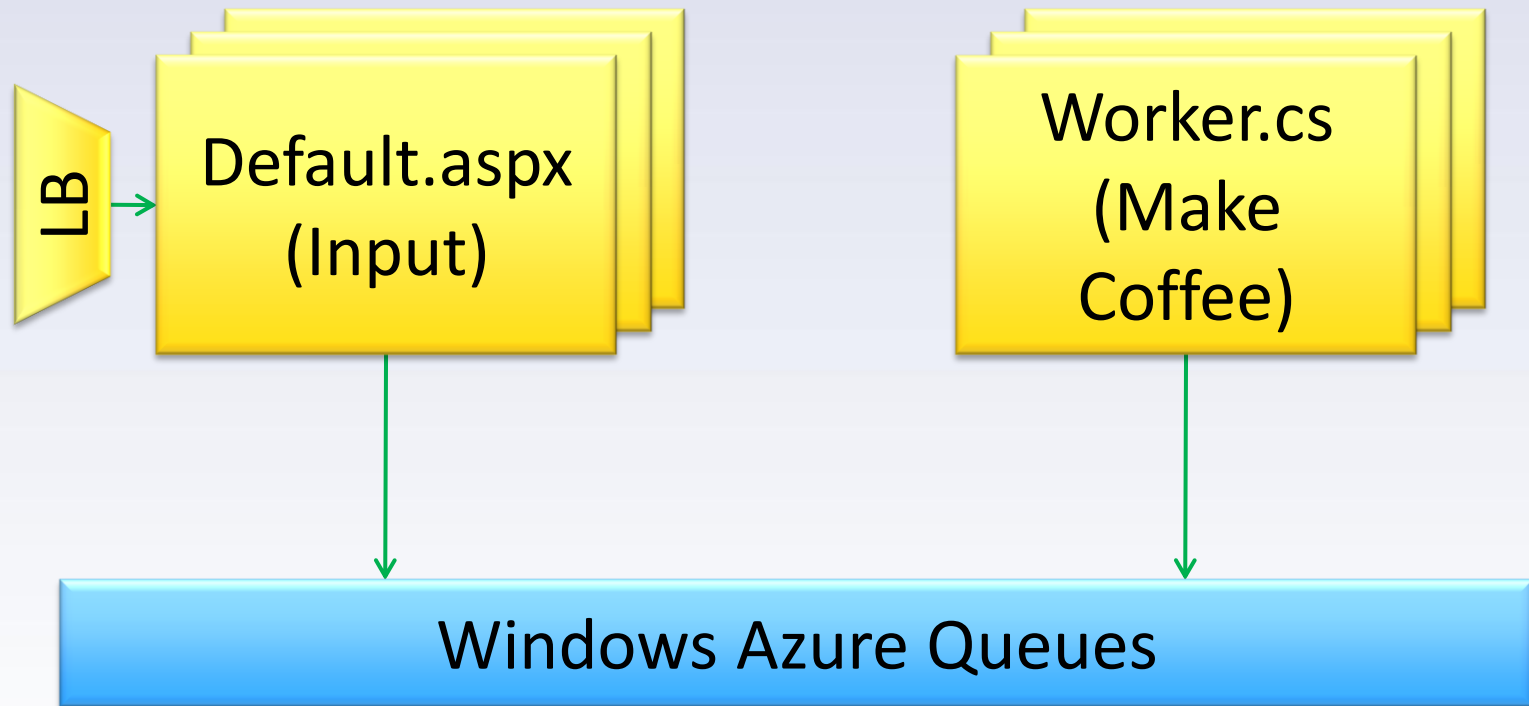 LB
Default.aspx
(Input)
Worker.cs
(Make
Coffee)
Windows Azure Queues